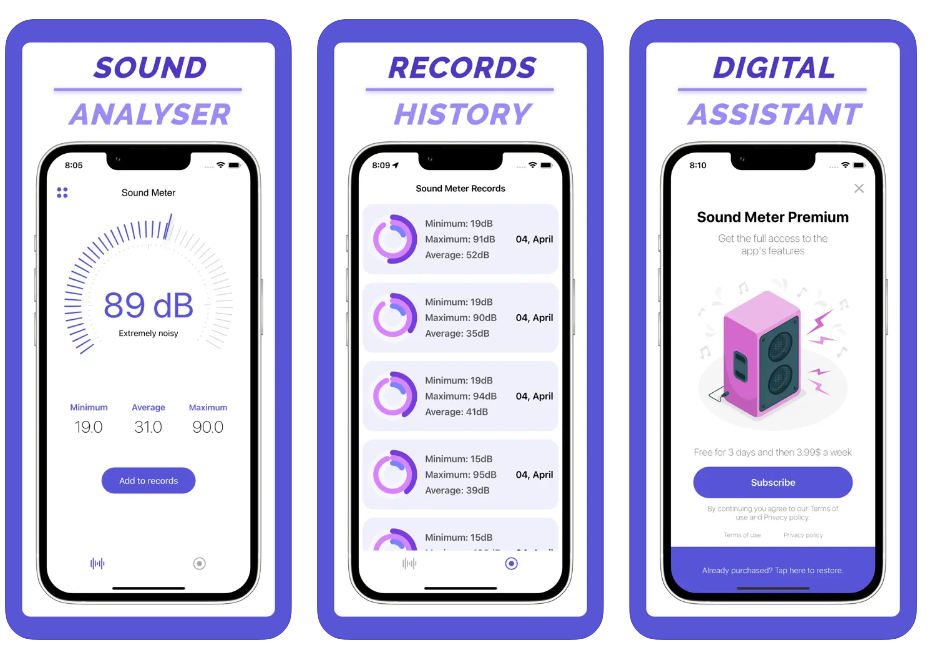 SOUND
ANALYSER
8:05
Sound Meter
89 dB
Extremely noisy
Minimum Average Maximum
19.0 31.0 90.0
Add to records
RECORDS
HISTORY
8:09
Sound Meter Records
Minimum: 19dB
Maximum: 91dB 04, April
Average: 52dB
Minimum: 19dB
Maximum: 90dB 04, April
Average: 35dB
Minimum: 19dB
Maximum: 94dB 04, April
Average: 41dB
Minimum: 15dB
Maximum: 95dB 04, April
Average: 39dB
Minimum: 15dB
DIGITAL
ASSISTANT
8:10
Sound Meter Premium
Get the full access to the
app's features
Free for 3 days and then 3.99$ a week
Subscribe
By continuing you agree to our Terms of
use and Privacy policy.
Terms of use Privacy policy
Already purchased? Tap here to restore.